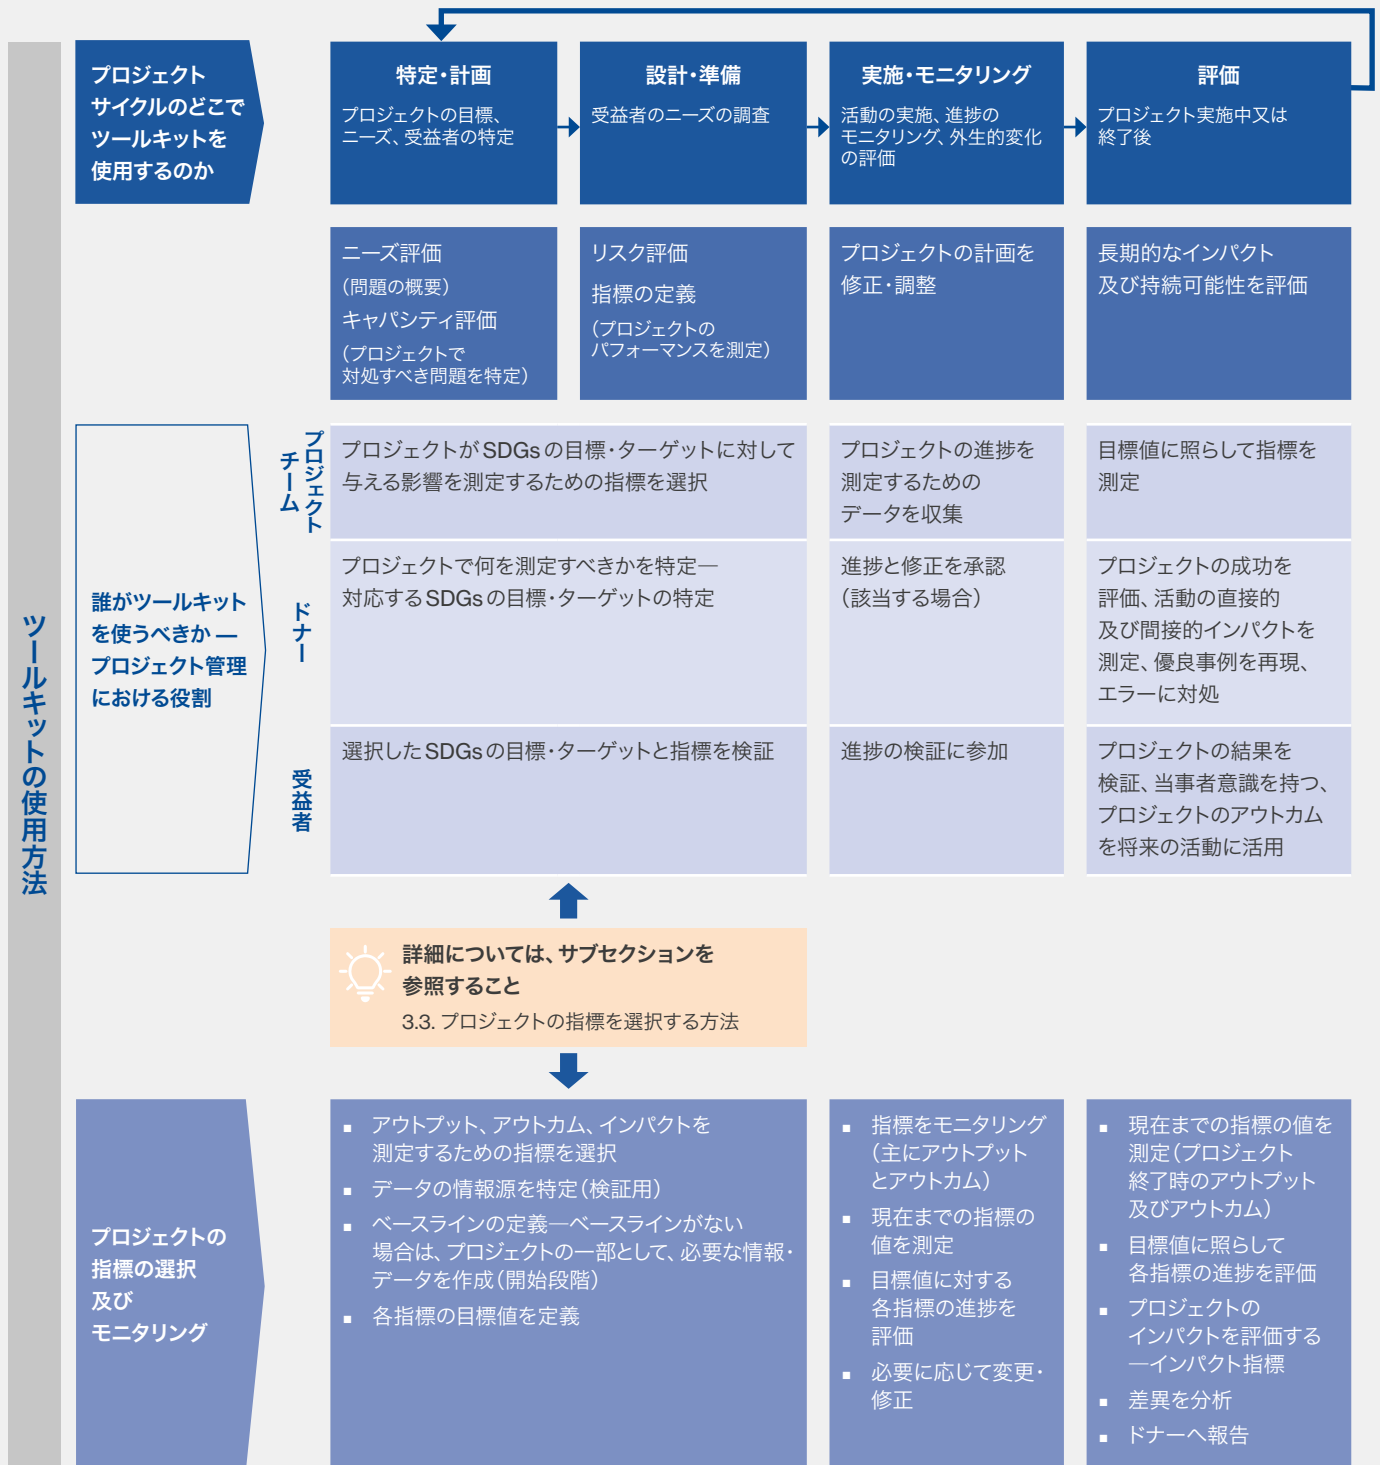 ツールキットの使用方法
プロジェクト
サイクルのどこで
ツールキットを
使用するのか
特定・計画
プロジェクトの目標、
ニーズ、受益者の特定
設計・準備
受益者のニーズの調査
実施・モニタリング
活動の実施、進捗の
モニタリング、外生的変化
の評価
評価
プロジェクト実施中又は
終了後
ニーズ評価
（問題の概要）
キャパシティ評価
（プロジェクトで
対処すべき問題を特定）
リスク評価
指標の定義
（プロジェクトの
パフォーマンスを測定）
プロジェクトの計画を
修正・調整
長期的なインパクト
及び持続可能性を評価
誰がツールキット
を使うべきか ―
プロジェクト管理
における役割
プロジェクト
チーム
プロジェクトがSDGsの目標・ターゲットに対して
与える影響を測定するための指標を選択
プロジェクトの進捗を
測定するための
データを収集
目標値に照らして指標を
測定
ドナー
プロジェクトで何を測定すべきかを特定―
対応するSDGsの目標・ターゲットの特定
進捗と修正を承認
（該当する場合）
プロジェクトの成功を
評価、活動の直接的
及び間接的インパクトを
測定、優良事例を再現、
エラーに対処
受益者
選択したSDGsの目標・ターゲットと指標を検証
進捗の検証に参加
プロジェクトの結果を
検証、当事者意識を持つ、
プロジェクトのアウトカム
を将来の活動に活用
詳細については、サブセクションを
参照すること
3.3. プロジェクトの指標を選択する方法
プロジェクトの
指標の選択
及び
モニタリング
■ アウトプット、アウトカム、インパクトを
測定するための指標を選択
■ データの情報源を特定（検証用）
■ ベースラインの定義―ベースラインがない
場合は、プロジェクトの一部として、必要な情報・
データを作成（開始段階）
■ 各指標の目標値を定義
■ 指標をモニタリング
（主にアウトプット
とアウトカム）
■ 現在までの指標の
値を測定
■ 目標値に対する
各指標の進捗を
評価
■ 必要に応じて変更・
修正
■ 現在までの指標の値を
測定（プロジェクト
終了時のアウトプット
及びアウトカム）
■ 目標値に照らして
各指標の進捗を評価
■ プロジェクトの
インパクトを評価する
―インパクト指標
■ 差異を分析
■ ドナーへ報告